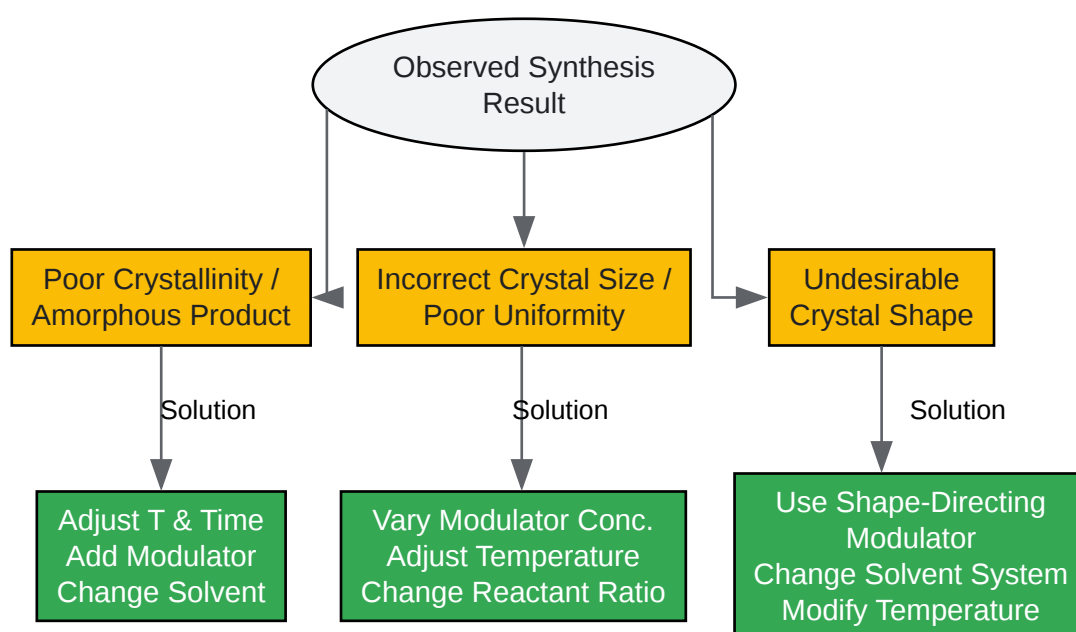 Observed Synthesis
Result
Poor Crystallinity /
Amorphous Product
Incorrect Crystal Size /
Poor Uniformity
Undesirable
Crystal Shape
Solution
Solution
Solution
Adjust T & Time
Add Modulator
Change Solvent
Vary Modulator Conc.
Adjust Temperature
Change Reactant Ratio
Use Shape-Directing
Modulator
Change Solvent System
Modify Temperature